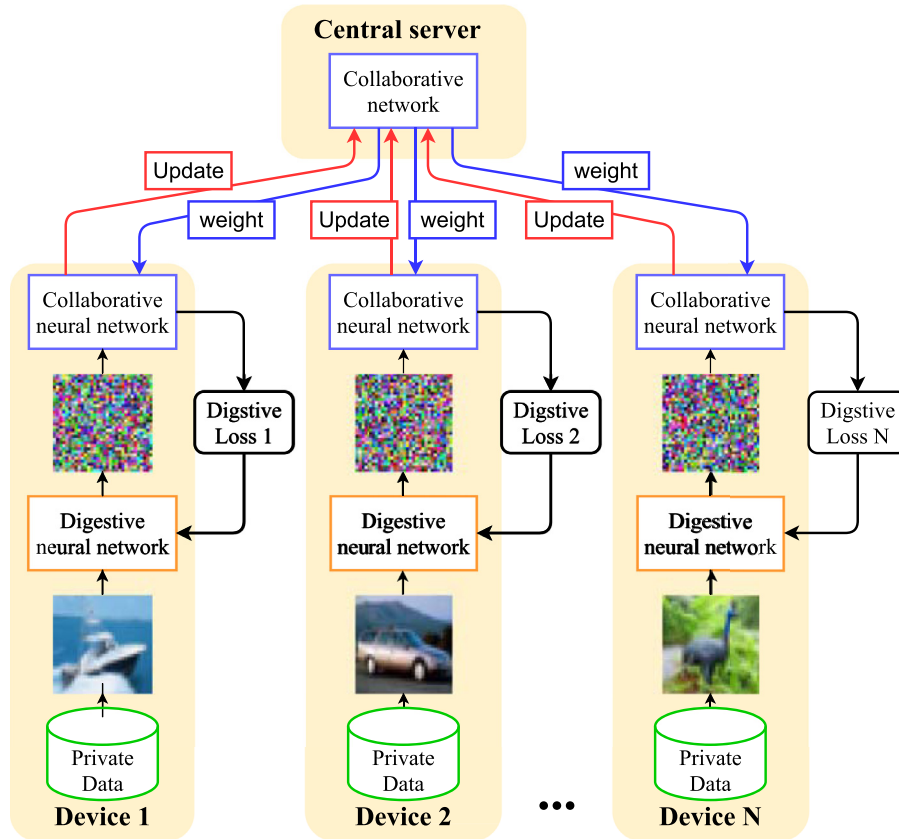 Central server
Collaborative
network
Update
weight
weight
Update
weight
Update
Collaborative
neural network
Collaborative
neural network
Collaborative
neural network
Digstive
Loss 1
Digstive
Loss 2
Digstive
Loss N
Digestive
neural network
Digestive
neural network
Digestive
neural network
Private
Data
Private
Data
Private
Data
Device 1
Device 2
...
Device N